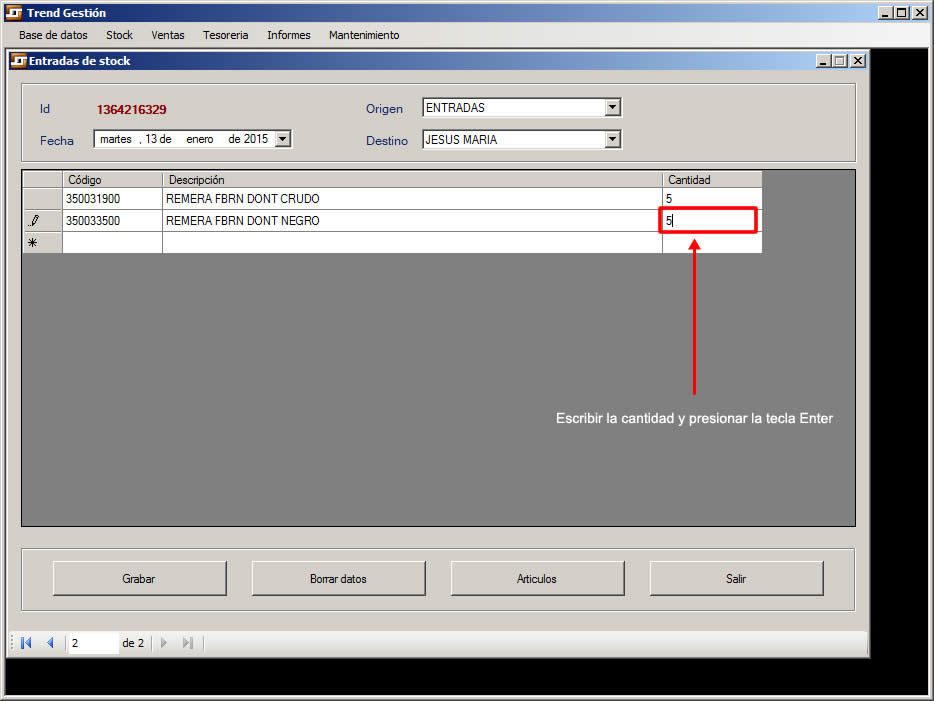 Trend Gestión
Base de datos Stock Ventas Tesoreria Informes Mantenimiento
Entradas de stock
Id 1364216329 Origen ENTRADAS
Fecha martes , 13 de enero de 2015 Destino JESUS MARIA
Código Descripción Cantidad
350031900 REMERA FBRN DONT CRUDO 5
350033500 REMERA FBRN DONT NEGRO 5
Escribir la cantidad y presionar la tecla Enter
Grabar Borrar datos Articulos Salir
2 de 2